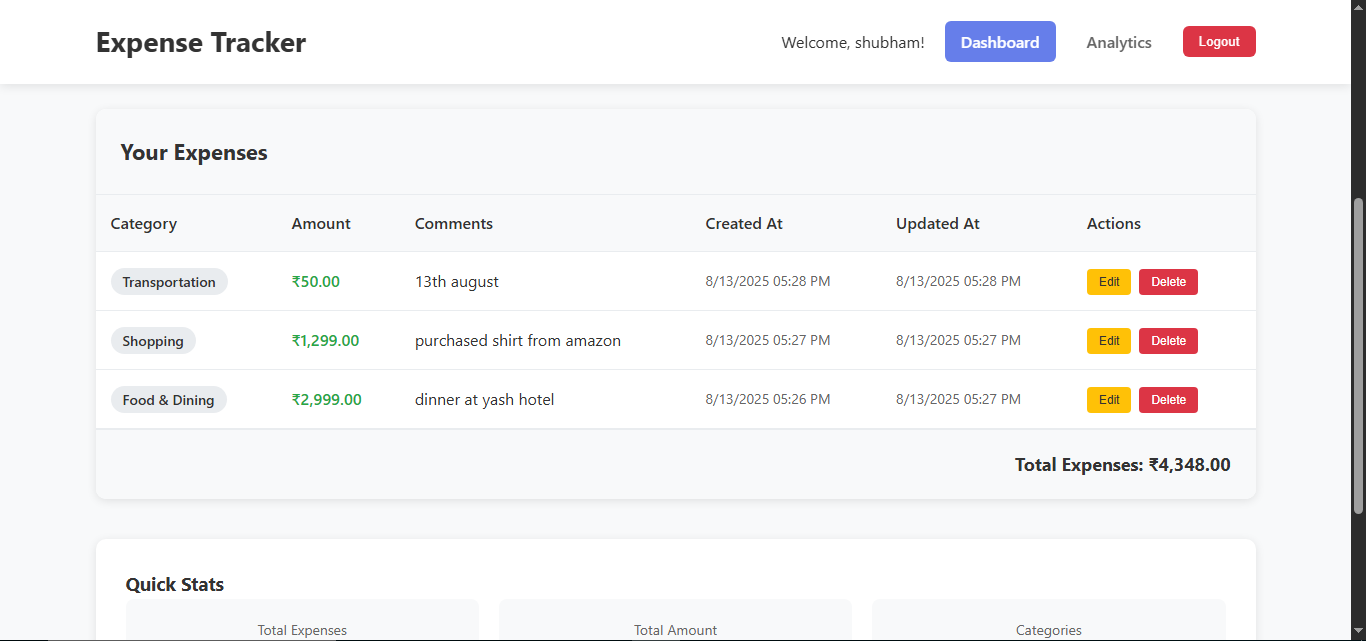 Expense Tracker
Welcome, shubham! Dashboard Analytics Logout
Your Expenses
Category Amount Comments Created At Updated At Actions
Transportation ₹50.00 13th august 8/13/2025 05:28 PM 8/13/2025 05:28 PM Edit Delete
Shopping ₹1,299.00 purchased shirt from amazon 8/13/2025 05:27 PM 8/13/2025 05:27 PM Edit Delete
Food & Dining ₹2,999.00 dinner at yash hotel 8/13/2025 05:26 PM 8/13/2025 05:27 PM Edit Delete
Total Expenses: ₹4,348.00
Quick Stats
Total Expenses Total Amount Categories